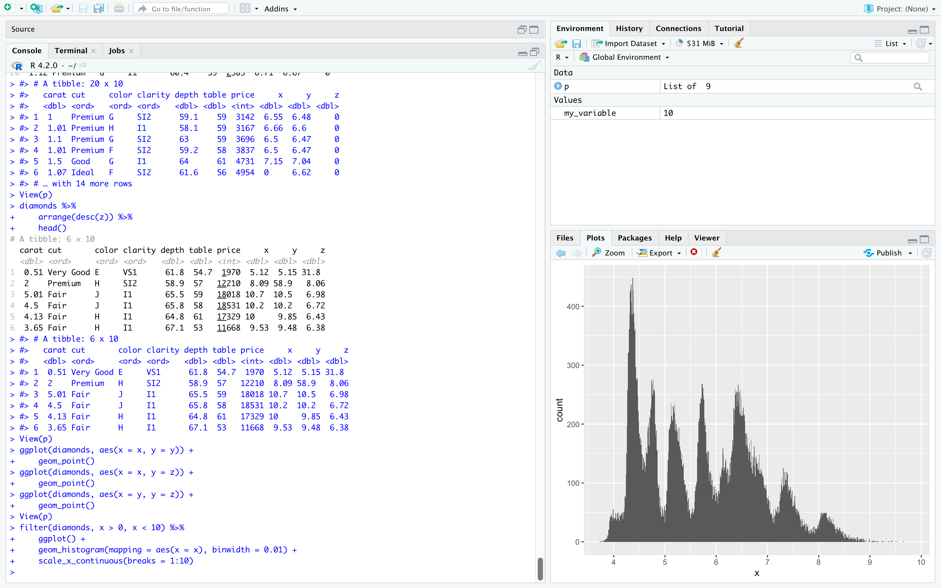 Go to file/function
Addins
Project: (None)
Source
Console Terminal Jobs
R 4.2.0 · ~/
> #> # A tibble: 20 x 10
> #>   carat cut     color clarity depth table price     x     y     z
> #>   <dbl> <ord>   <ord> <ord>   <dbl> <dbl> <int> <dbl> <dbl> <dbl>
> #> 1  1    Premium G     SI2      59.1    59  3142  6.55  6.48     0
> #> 2  1.01 Premium H     I1       58.1    59  3167  6.66  6.6      0
> #> 3  1.1  Premium G     SI2      63      59  3696  6.5   6.47     0
> #> 4  1.01 Premium F     SI2      59.2    58  3837  6.5   6.47     0
> #> 5  1.5  Good    G     I1       64      61  4731  7.15  7.04     0
> #> 6  1.07 Ideal   F     SI2      61.6    56  4954  0     6.62     0
> #> # … with 14 more rows
> View(p)
> diamonds %>%
+     arrange(desc(z)) %>%
+     head()
# A tibble: 6 × 10
  carat cut       color clarity depth table price     x     y     z
  <dbl> <ord>     <ord> <ord>   <dbl> <dbl> <int> <dbl> <dbl> <dbl>
1  0.51 Very Good E     VS1      61.8  54.7  1970  5.12  5.15 31.8
2  2    Premium   H     SI2      58.9  57   12210  8.09 58.9   8.06
3  5.01 Fair      J     I1       65.5  59   18018 10.7  10.5   6.98
4  4.5  Fair      J     I1       65.8  58   18531 10.2  10.2   6.72
5  4.13 Fair      H     I1       64.8  61   17329 10     9.85  6.43
6  3.65 Fair      H     I1       67.1  53   11668  9.53  9.48  6.38
> #> # A tibble: 6 x 10
> #>   carat cut       color clarity depth table price     x     y     z
> #>   <dbl> <ord>     <ord> <ord>   <dbl> <dbl> <int> <dbl> <dbl> <dbl>
> #> 1  0.51 Very Good E     VS1      61.8  54.7  1970  5.12  5.15 31.8
> #> 2  2    Premium   H     SI2      58.9  57   12210  8.09 58.9   8.06
> #> 3  5.01 Fair      J     I1       65.5  59   18018 10.7  10.5   6.98
> #> 4  4.5  Fair      J     I1       65.8  58   18531 10.2  10.2   6.72
> #> 5  4.13 Fair      H     I1       64.8  61   17329 10     9.85  6.43
> #> 6  3.65 Fair      H     I1       67.1  53   11668  9.53  9.48  6.38
> View(p)
> ggplot(diamonds, aes(x = x, y = y)) +
+     geom_point()
> ggplot(diamonds, aes(x = x, y = z)) +
+     geom_point()
> ggplot(diamonds, aes(x = y, y = z)) +
+     geom_point()
> View(p)
> filter(diamonds, x > 0, x < 10) %>%
+     ggplot() +
+     geom_histogram(mapping = aes(x = x), binwidth = 0.01) +
+     scale_x_continuous(breaks = 1:10)
>
Environment History Connections Tutorial
Import Dataset 531 MiB List
R Global Environment
Data
p List of 9
Values
my_variable 10
Files Plots Packages Help Viewer
Zoom Export Publish
400
300
200
100
0
count
4 5 6 7 8 9 10
x